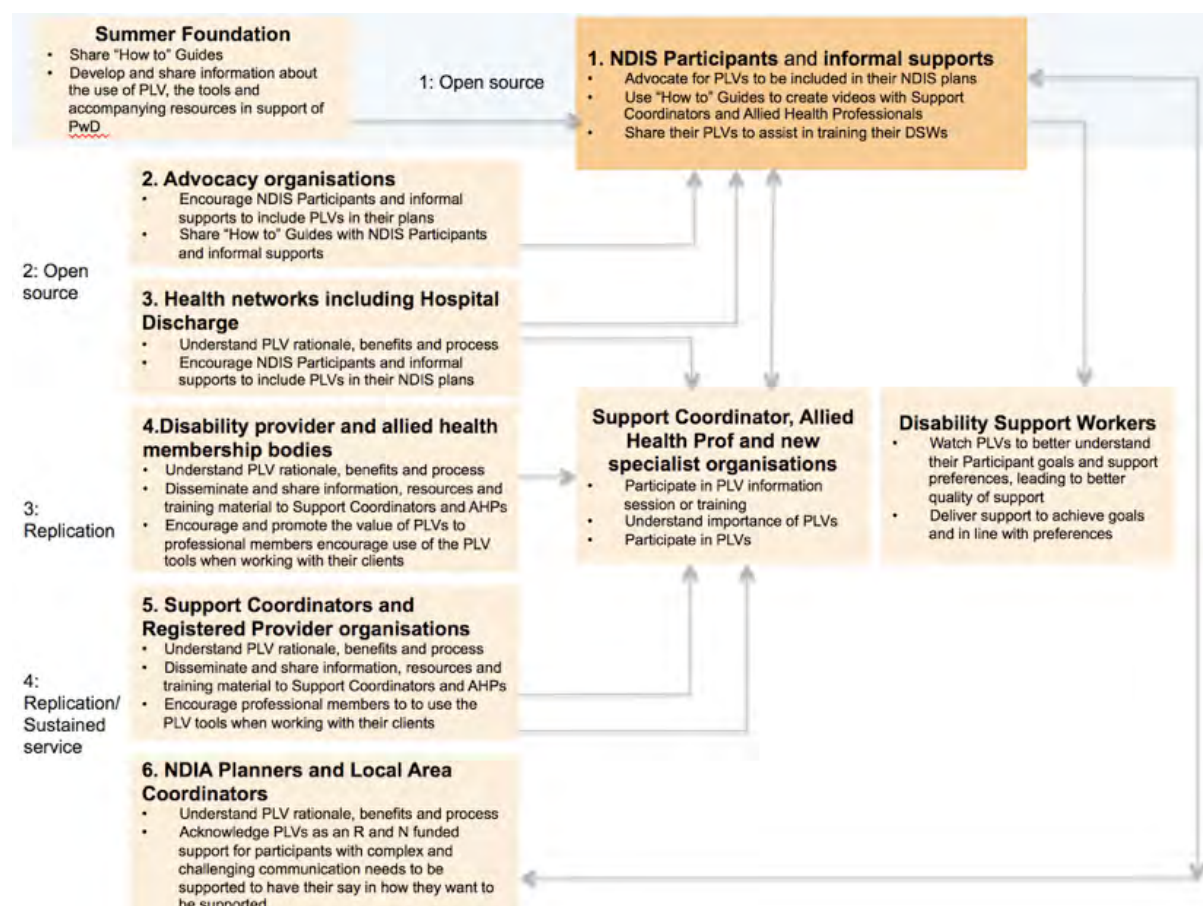 Summer Foundation
• Share “How to” Guides
• Develop and share information about
the use of PLV, the tools and
accompanying resources in support of
PwD
1: Open source
1. NDIS Participants and informal supports
• Advocate for PLVs to be included in their NDIS plans
• Use “How to” Guides to create videos with Support
Coordinators and Allied Health Professionals
• Share their PLVs to assist in training their DSWs
2: Open
source
2. Advocacy organisations
• Encourage NDIS Participants and informal
supports to include PLVs in their plans
• Share “How to” Guides with NDIS Participants
and informal supports
3. Health networks including Hospital
Discharge
• Understand PLV rationale, benefits and process
• Encourage NDIS Participants and informal
supports to include PLVs in their NDIS plans
3:
Replication
4.Disability provider and allied health
membership bodies
• Understand PLV rationale, benefits and process
• Disseminate and share information, resources and
training material to Support Coordinators and AHPs
• Encourage and promote the value of PLVs to
professional members encourage use of the PLV
tools when working with their clients
Support Coordinator, Allied
Health Prof and new
specialist organisations
• Participate in PLV information
session or training
• Understand importance of PLVs
• Participate in PLVs
Disability Support Workers
• Watch PLVs to better understand
their Participant goals and support
preferences, leading to better
quality of support
• Deliver support to achieve goals
and in line with preferences
4:
Replication/
Sustained
service
5. Support Coordinators and
Registered Provider organisations
• Understand PLV rationale, benefits and process
• Disseminate and share information, resources and
training material to Support Coordinators and AHPs
• Encourage professional members to to use the
PLV tools when working with their clients
6. NDIA Planners and Local Area
Coordinators
• Understand PLV rationale, benefits and process
• Acknowledge PLVs as an R and N funded
support for participants with complex and
challenging communication needs to be
supported to have their say in how they want to
be supported